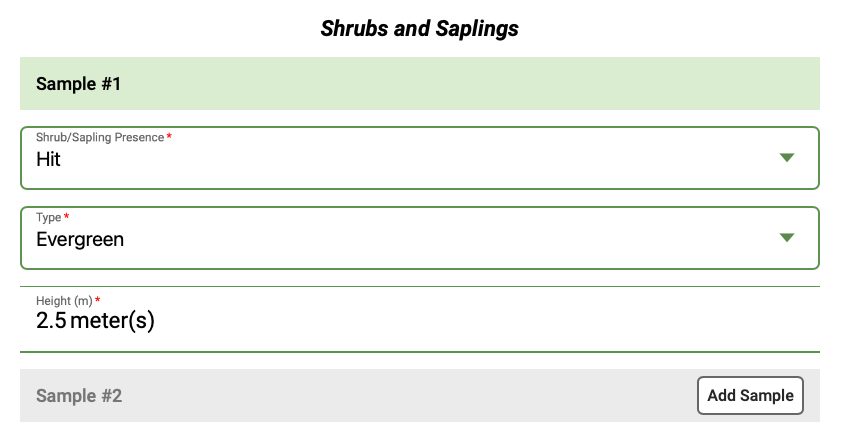 Shrubs and Saplings
Sample #1
Shrub/Sapling Presence *
Hit
Type *
Evergreen
Height (m) *
2.5 meter(s)
Sample #2
Add Sample